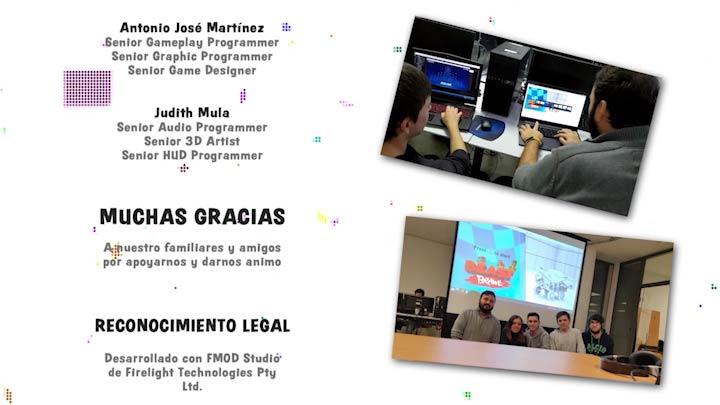 Antonio José Martínez
Senior Gameplay Programmer
Senior Graphic Programmer
Senior Game Designer
Judith Mula
Senior Audio Programmer
Senior 3D Artist
Senior HUD Programmer
MUCHAS GRACIAS
A nuestro familiares y amigos
por apoyarnos y darnos animo
RECONOCIMIENTO LEGAL
Desarrollado con FMOD Studio
de Firelight Technologies Pty
Ltd.